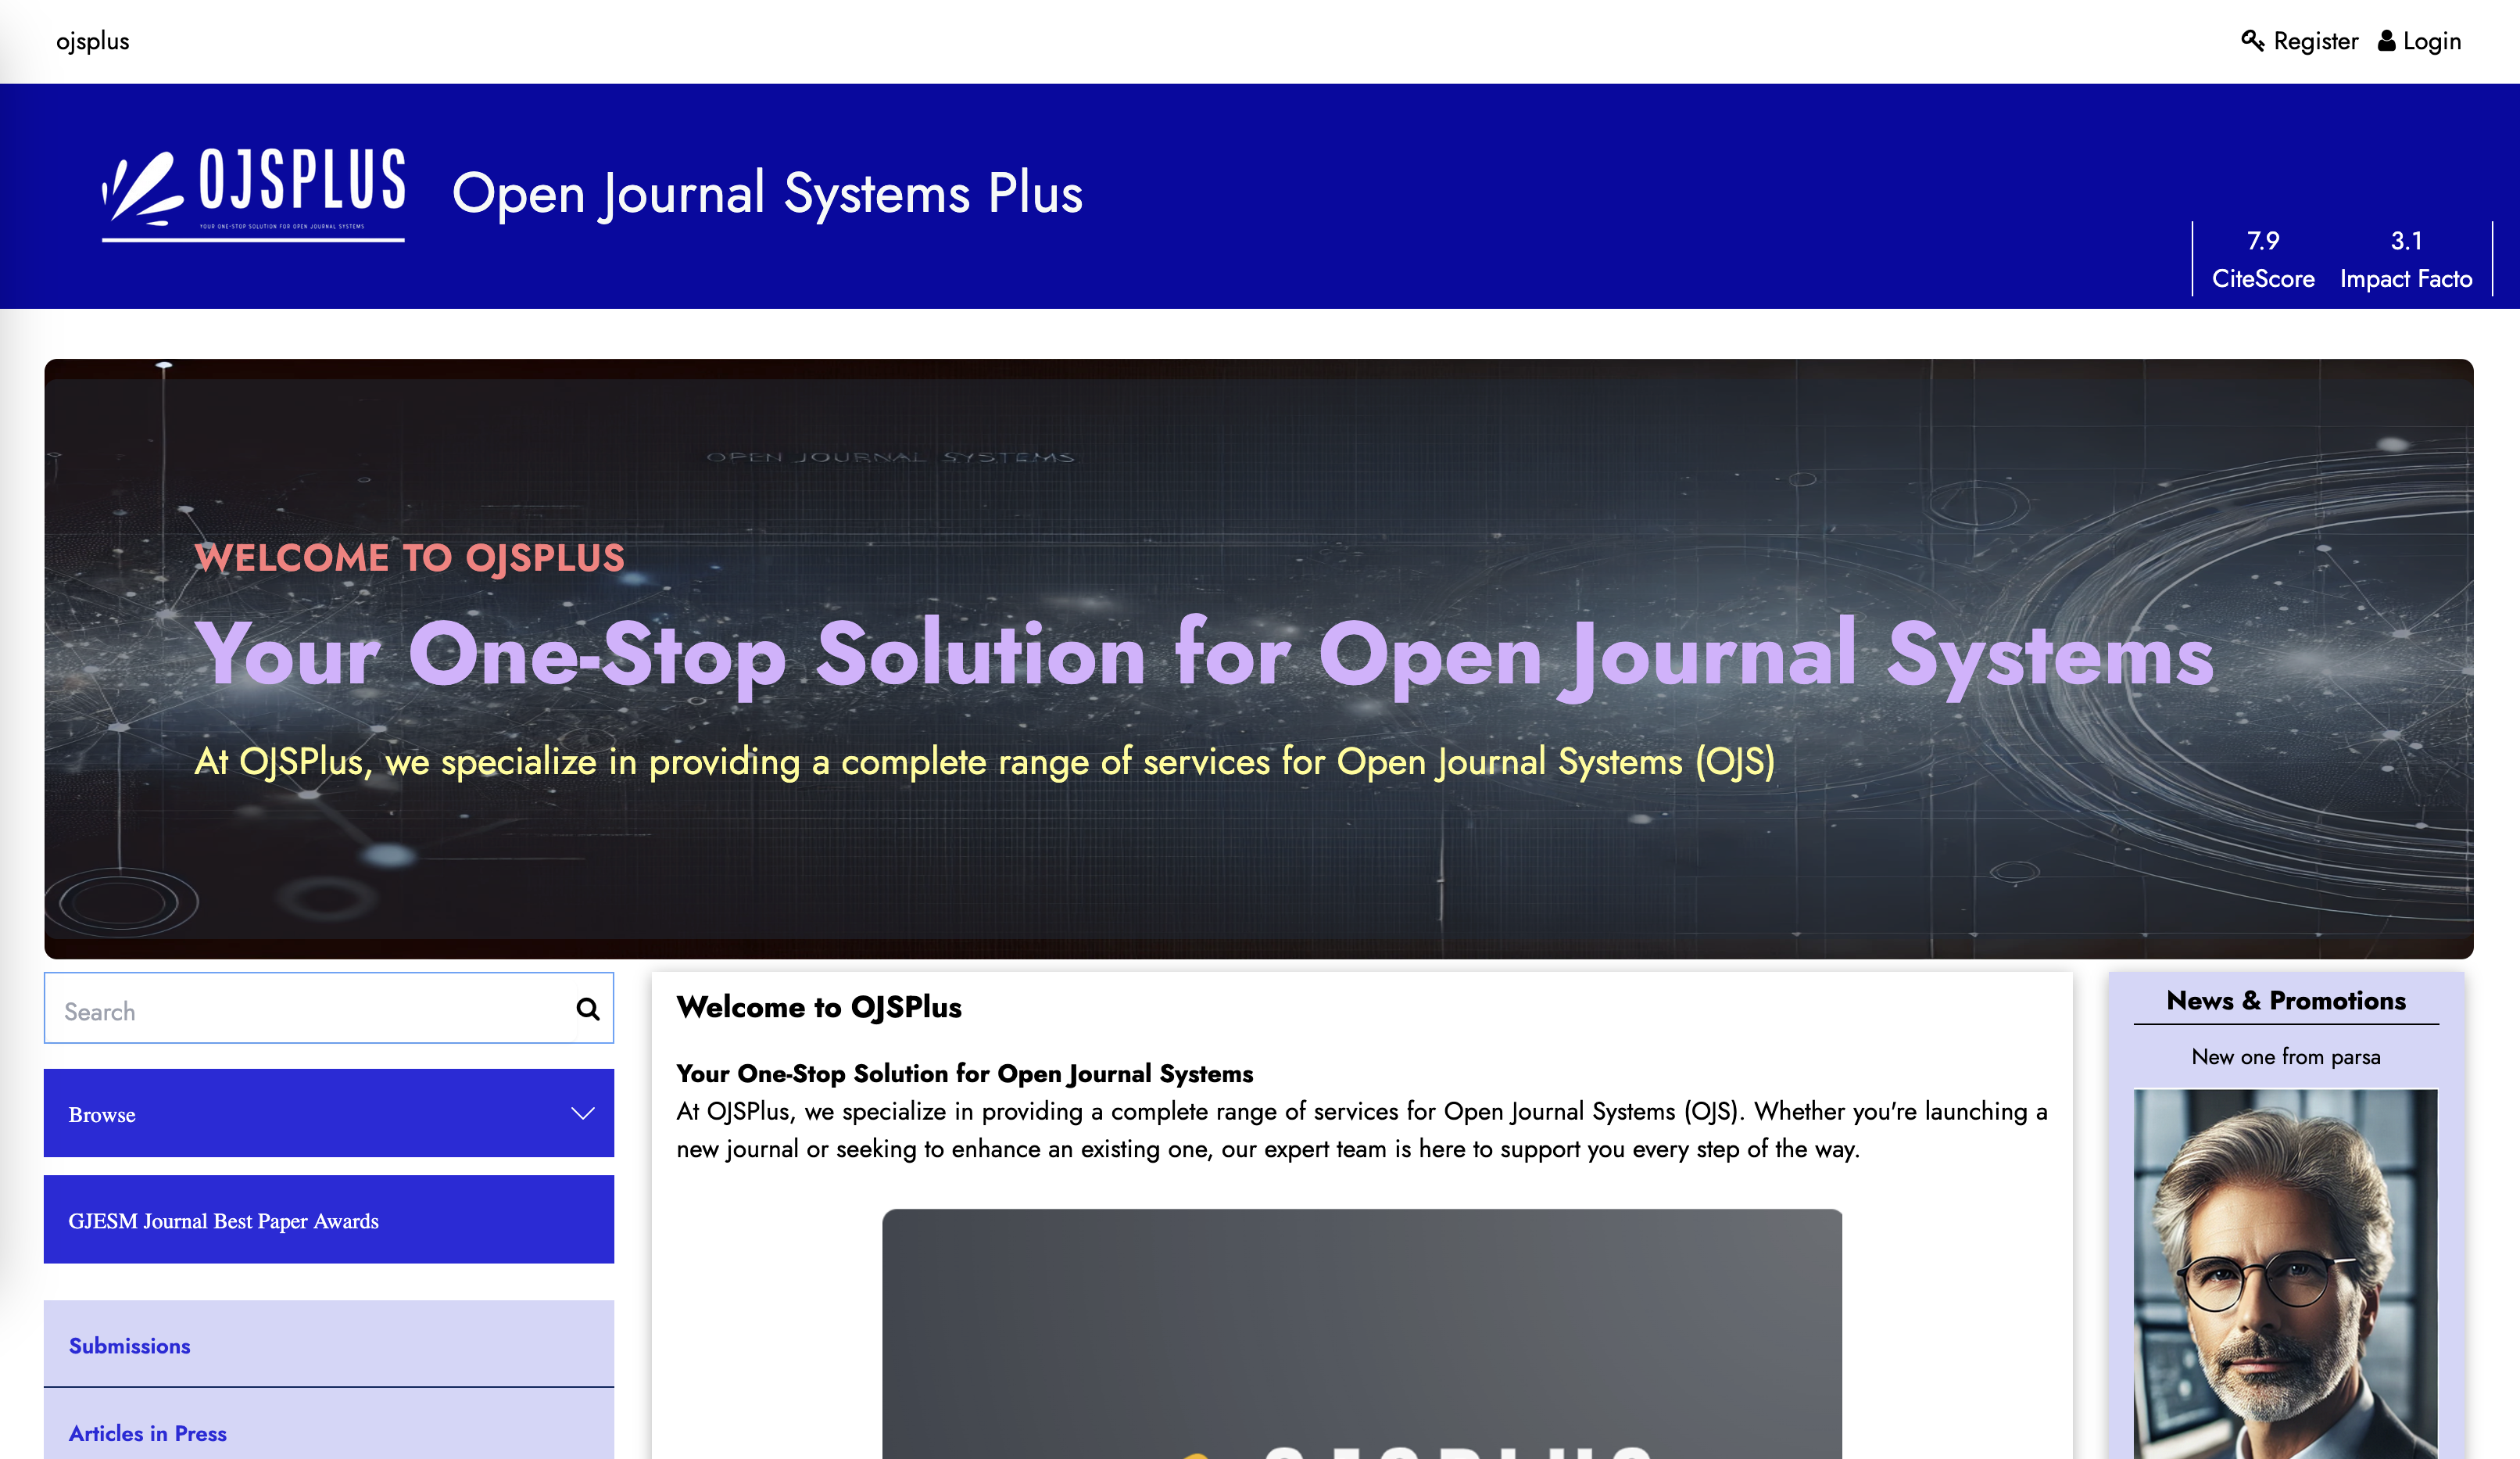 ojsplus
Register
Login
OJSPLUS
YOUR ONE-STOP SOLUTION FOR OPEN JOURNAL SYSTEMS
Open Journal Systems Plus
7.9
CiteScore
3.1
Impact Facto
OPEN JOURNAL SYSTEMS
WELCOME TO OJSPLUS
Your One-Stop Solution for Open Journal Systems
At OJSPlus, we specialize in providing a complete range of services for Open Journal Systems (OJS)
Search
Browse
GJESM Journal Best Paper Awards
Submissions
Articles in Press
Welcome to OJSPlus
Your One-Stop Solution for Open Journal Systems
At OJSPlus, we specialize in providing a complete range of services for Open Journal Systems (OJS). Whether you're launching a
new journal or seeking to enhance an existing one, our expert team is here to support you every step of the way.
OJSPLUS
News & Promotions
New one from parsa